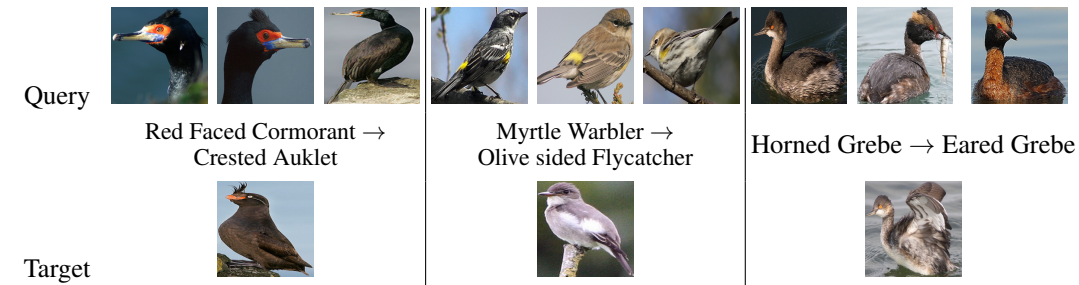 Query
Red Faced Cormorant →
Crested Auklet
Myrtle Warbler →
Olive sided Flycatcher
Horned Grebe → Eared Grebe
Target